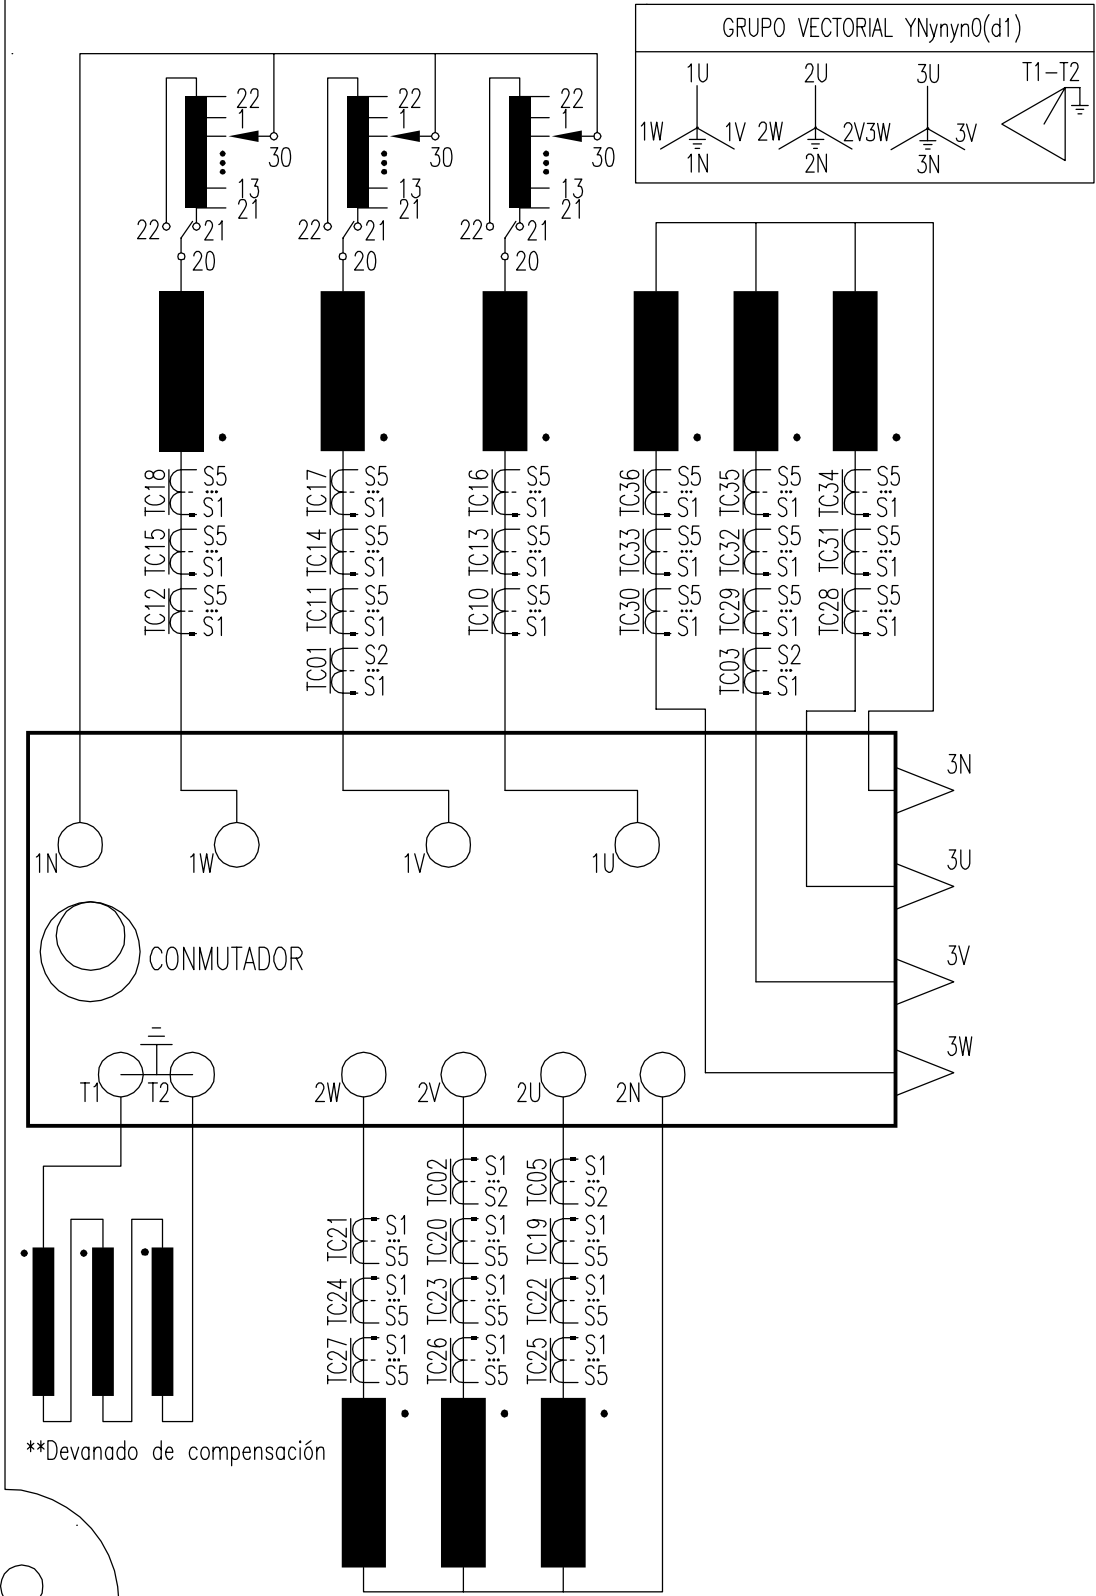 GRUPO VECTORIAL YNynyn0(d1)
1U 2U 3U T1-T2
1W 1V 2W 2V 3W 3V
1N 2N 3N
22 22 22
1 1 1
30 30 30
13 13 13
21 21 21
22 21 22 21 22 21
20 20 20
TC18 S5 ... S1 TC17 S5 ... S1 TC16 S5 ... S1 TC36 S5 ... S1 TC35 S5 ... S1 TC34 S5 ... S1
TC15 S5 ... S1 TC14 S5 ... S1 TC13 S5 ... S1 TC33 S5 ... S1 TC32 S5 ... S1 TC31 S5 ... S1
TC12 S5 ... S1 TC11 S5 ... S1 TC10 S5 ... S1 TC30 S5 ... S1 TC29 S5 ... S1 TC28 S5 ... S1
TC01 S2 ... S1 TC03 S2 ... S1
3N
1N 1W 1V 1U
3U
CONMUTADOR
3V
3W
T1 T2 2W 2V 2U 2N
TC02 S1 ... S2 TC05 S1 ... S2
TC21 S1 ... S5 TC20 S1 ... S5 TC19 S1 ... S5
TC24 S1 ... S5 TC23 S1 ... S5 TC22 S1 ... S5
TC27 S1 ... S5 TC26 S1 ... S5 TC25 S1 ... S5
**Devanado de compensación